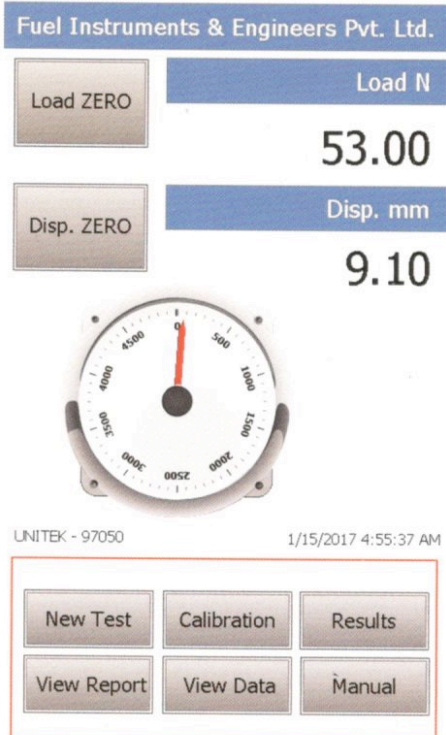 Fuel Instruments & Engineers Pvt. Ltd.
Load ZERO
Load N
53.00
Disp. ZERO
Disp. mm
9.10
0
500
1000
1500
2000
2500
3000
3500
4000
4500
UNITEK - 97050
1/15/2017 4:55:37 AM
New Test
Calibration
Results
View Report
View Data
Manual